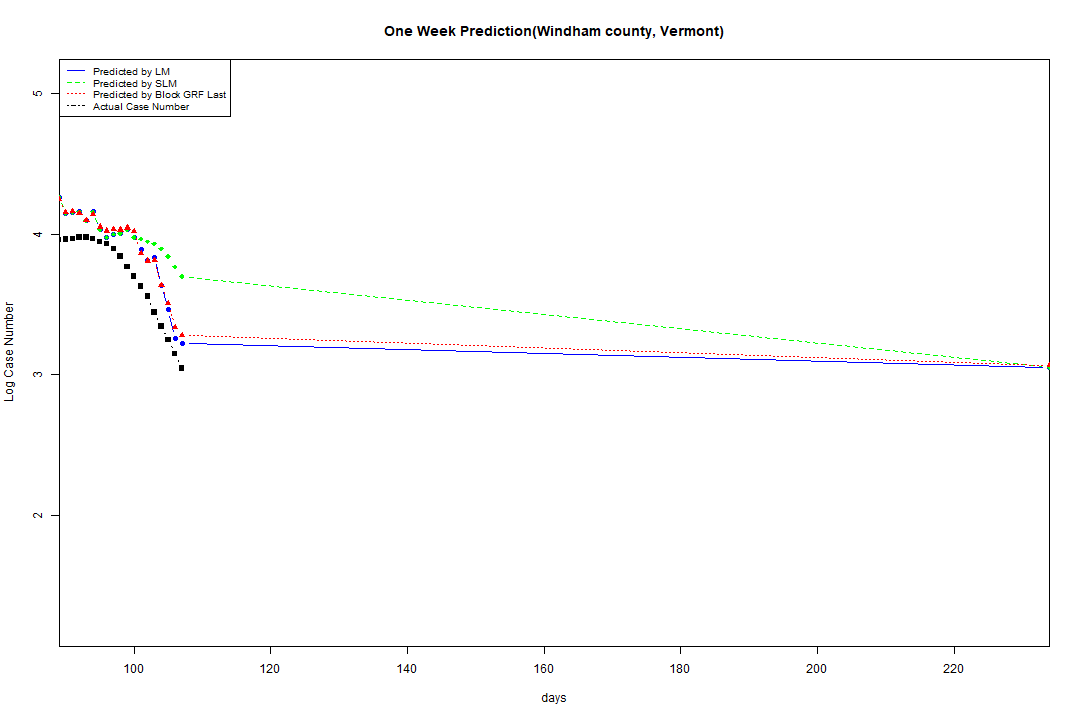 One Week Prediction(Windham county, Vermont)
Predicted by LM
Predicted by SLM
Predicted by Block GRF Last
Actual Case Number
5
4
3
2
Log Case Number
100 120 140 160 180 200 220
days